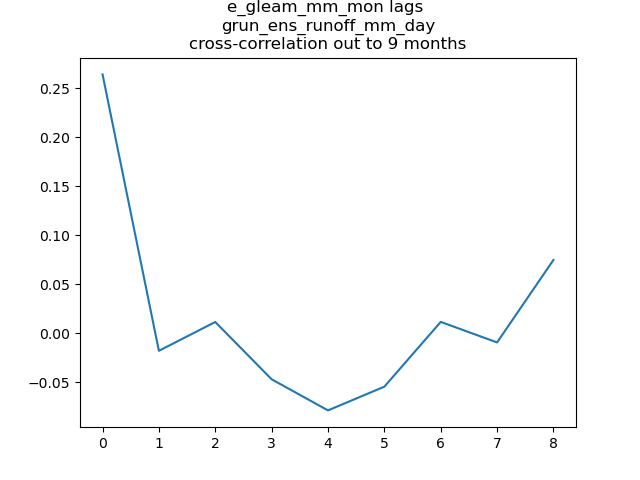 e_gleam_mm_mon lags
grun_ens_runoff_mm_day
cross-correlation out to 9 months
0.25
0.20
0.15
0.10
0.05
0.00
−0.05
0 1 2 3 4 5 6 7 8